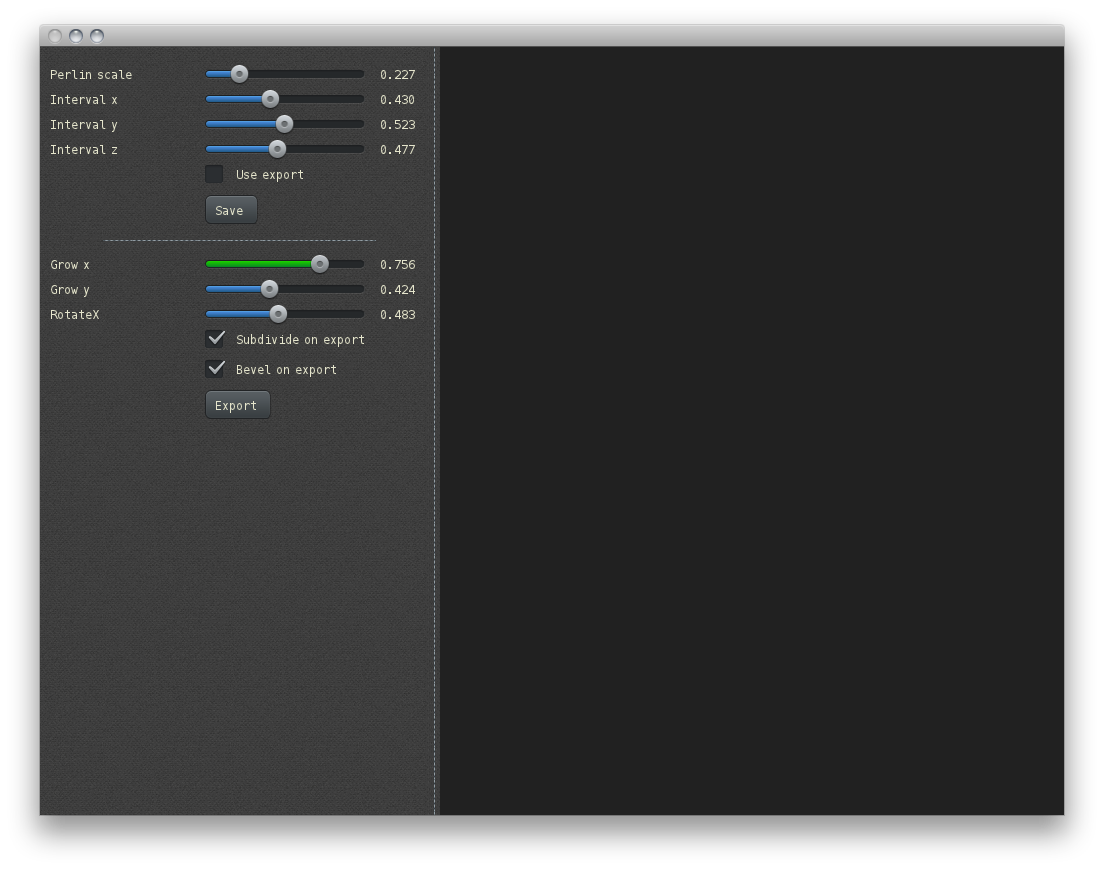 Perlin scale 0.227
Interval x 0.430
Interval y 0.523
Interval z 0.477
Use export
Save
Grow x 0.756
Grow y 0.424
RotateX 0.483
Subdivide on export
Bevel on export
Export